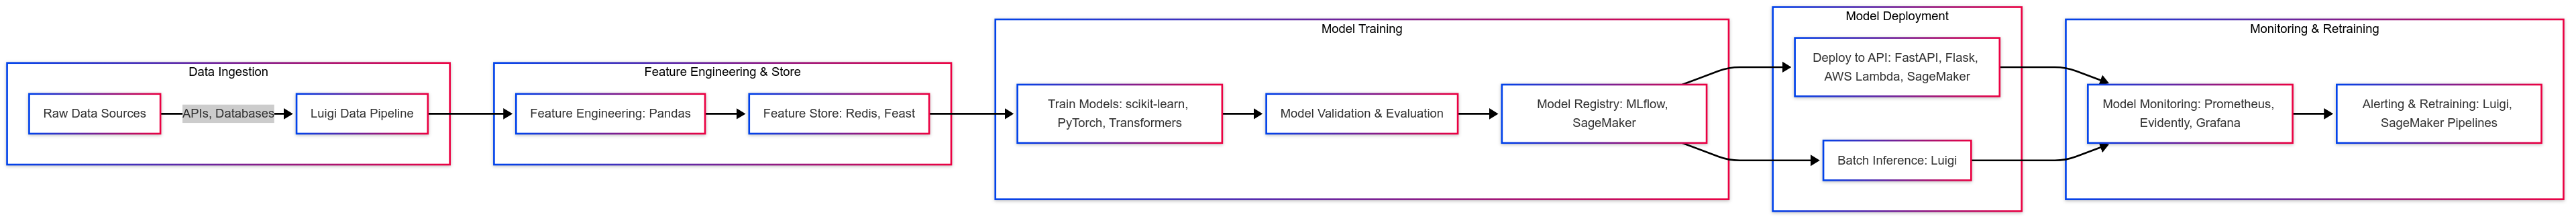 Data Ingestion
Raw Data Sources
APIs, Databases
Luigi Data Pipeline
Feature Engineering & Store
Feature Engineering: Pandas
Feature Store: Redis, Feast
Model Training
Train Models: scikit-learn,
PyTorch, Transformers
Model Validation & Evaluation
Model Registry: MLflow,
SageMaker
Model Deployment
Deploy to API: FastAPI, Flask,
AWS Lambda, SageMaker
Batch Inference: Luigi
Monitoring & Retraining
Model Monitoring: Prometheus,
Evidently, Grafana
Alerting & Retraining: Luigi,
SageMaker Pipelines